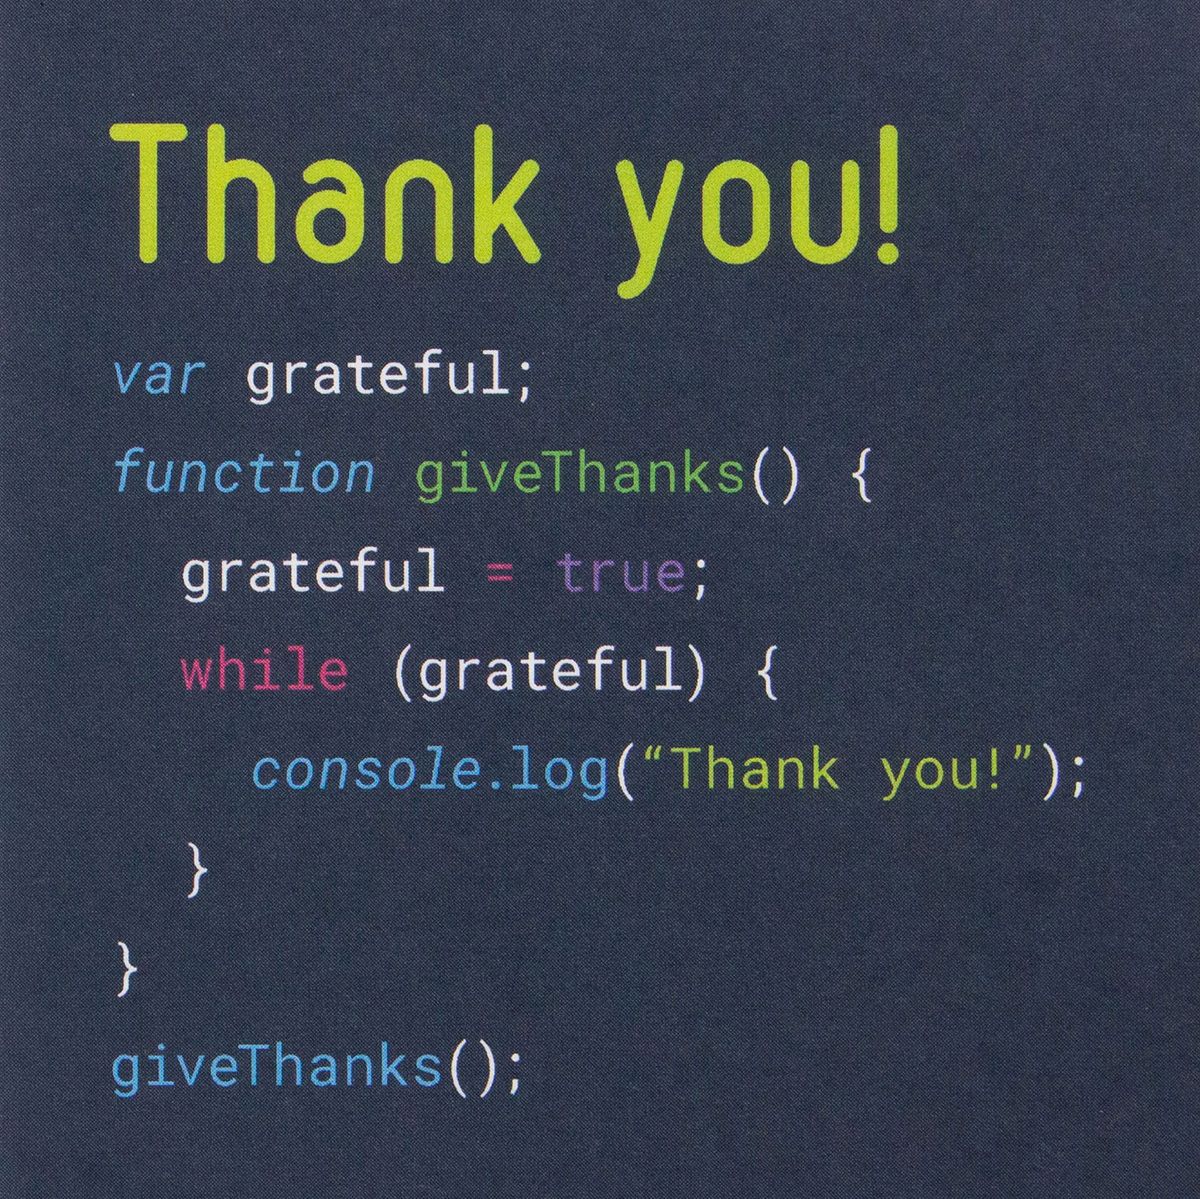 Thank you!
var grateful;
function giveThanks() {
grateful = true;
while (grateful) {
console.log(“Thank you!”);
}
}
giveThanks();